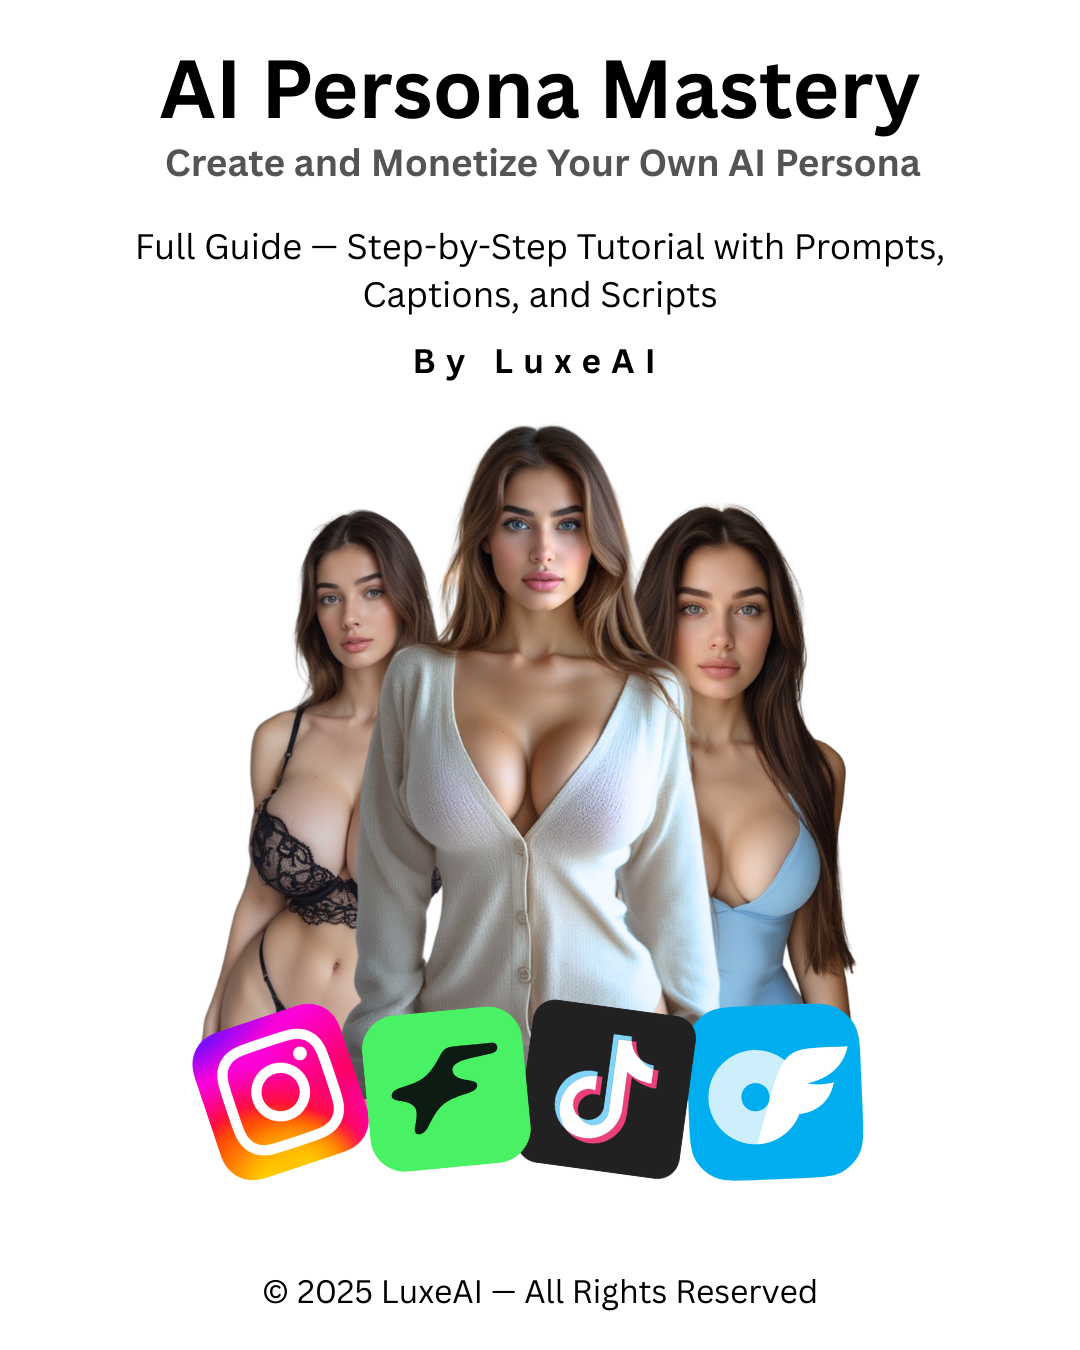 AI Persona Mastery
Create and Monetize Your Own AI Persona
Full Guide — Step-by-Step Tutorial with Prompts,
Captions, and Scripts
By LuxeAI
© 2025 LuxeAI — All Rights Reserved